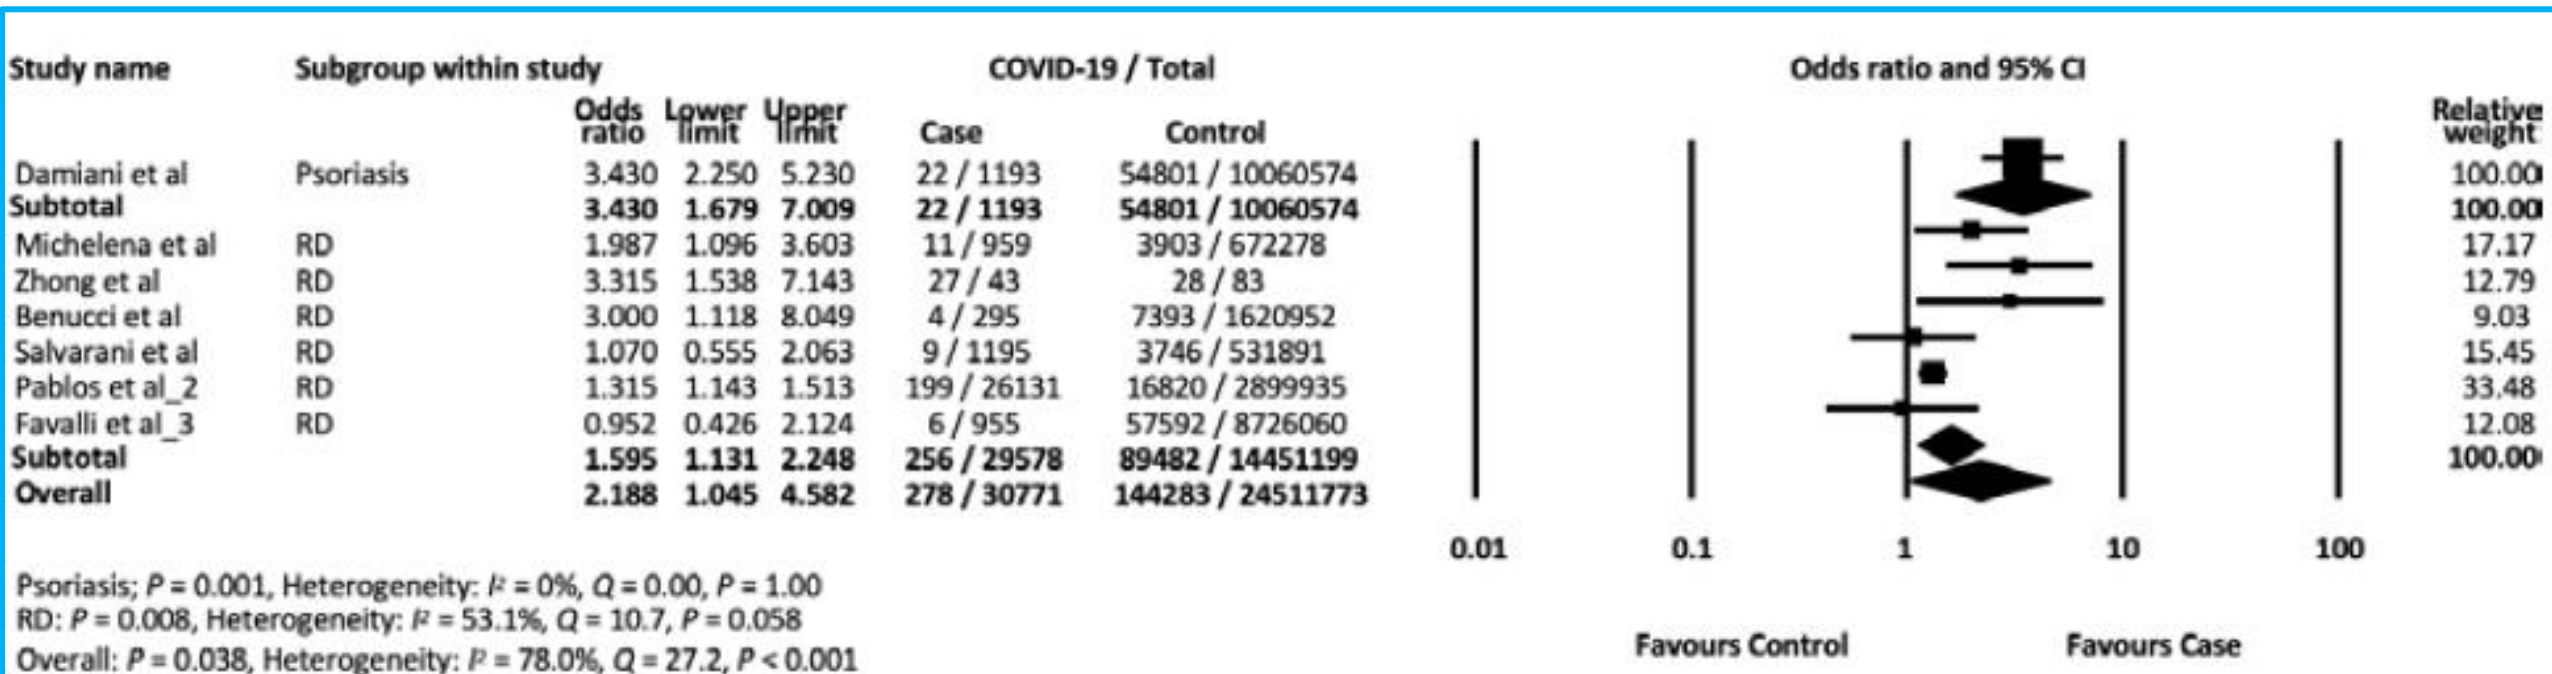 Study name Subgroup within study COVID-19 / Total Odds ratio and 95% CI
Odds ratio Lower limit Upper limit Case Control Relative weight
Damiani et al Psoriasis 3.430 2.250 5.230 22 / 1193 54801 / 10060574 100.00
Subtotal 3.430 1.679 7.009 22 / 1193 54801 / 10060574 100.00
Michelena et al RD 1.987 1.096 3.603 11 / 959 3903 / 672278 17.17
Zhong et al RD 3.315 1.538 7.143 27 / 43 28 / 83 12.79
Benucci et al RD 3.000 1.118 8.049 4 / 295 7393 / 1620952 9.03
Salvarani et al RD 1.070 0.555 2.063 9 / 1195 3746 / 531891 15.45
Pablos et al_2 RD 1.315 1.143 1.513 199 / 26131 16820 / 2899935 33.48
Favalli et al_3 RD 0.952 0.426 2.124 6 / 955 57592 / 8726060 12.08
Subtotal 1.595 1.131 2.248 256 / 29578 89482 / 14451199 100.00
Overall 2.188 1.045 4.582 278 / 30771 144283 / 24511773
0.01 0.1 1 10 100
Psoriasis; P = 0.001, Heterogeneity: I² = 0%, Q = 0.00, P = 1.00
RD: P = 0.008, Heterogeneity: I² = 53.1%, Q = 10.7, P = 0.058
Favours Control Favours Case
Overall: P = 0.038, Heterogeneity: I² = 78.0%, Q = 27.2, P < 0.001